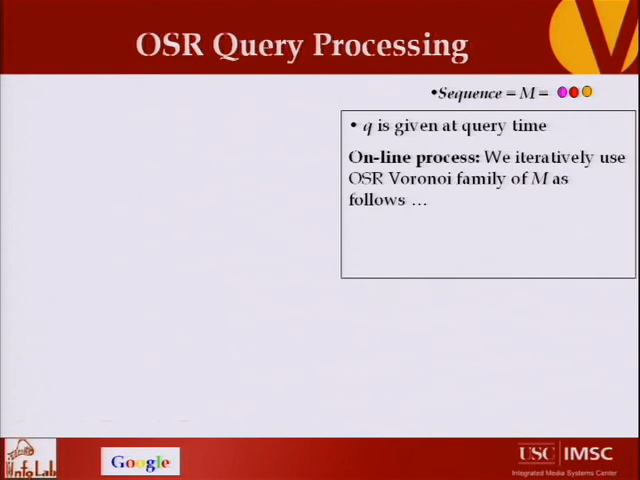 OSR Query Processing
•Sequence = M =
• q is given at query time
On-line process: We iteratively use
OSR Voronoi family of M as
follows ...
InfoLab
Google
USC IMSC
Integrated Media Systems Center